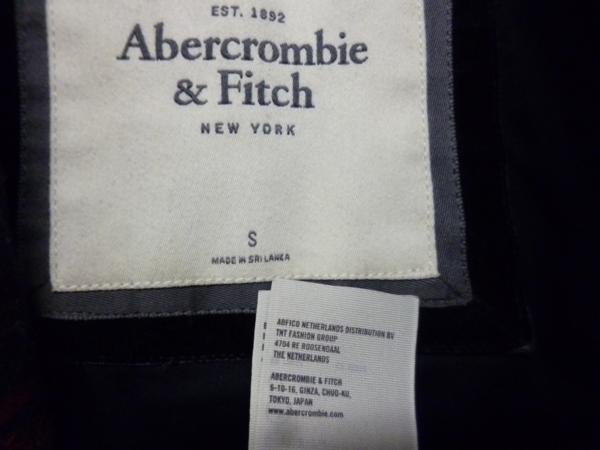 EST. 1892
Abercrombie
& Fitch
NEW YORK
S
MADE IN SRI LANKA
ABFICO NETHERLANDS DISTRIBUTION BV
TNT FASHION GROUP
4704 RE ROOSENDAAL
THE NETHERLANDS
ABERCROMBIE & FITCH
6-10-16, GINZA, CHUO-KU,
TOKYO, JAPAN
www.abercrombie.com